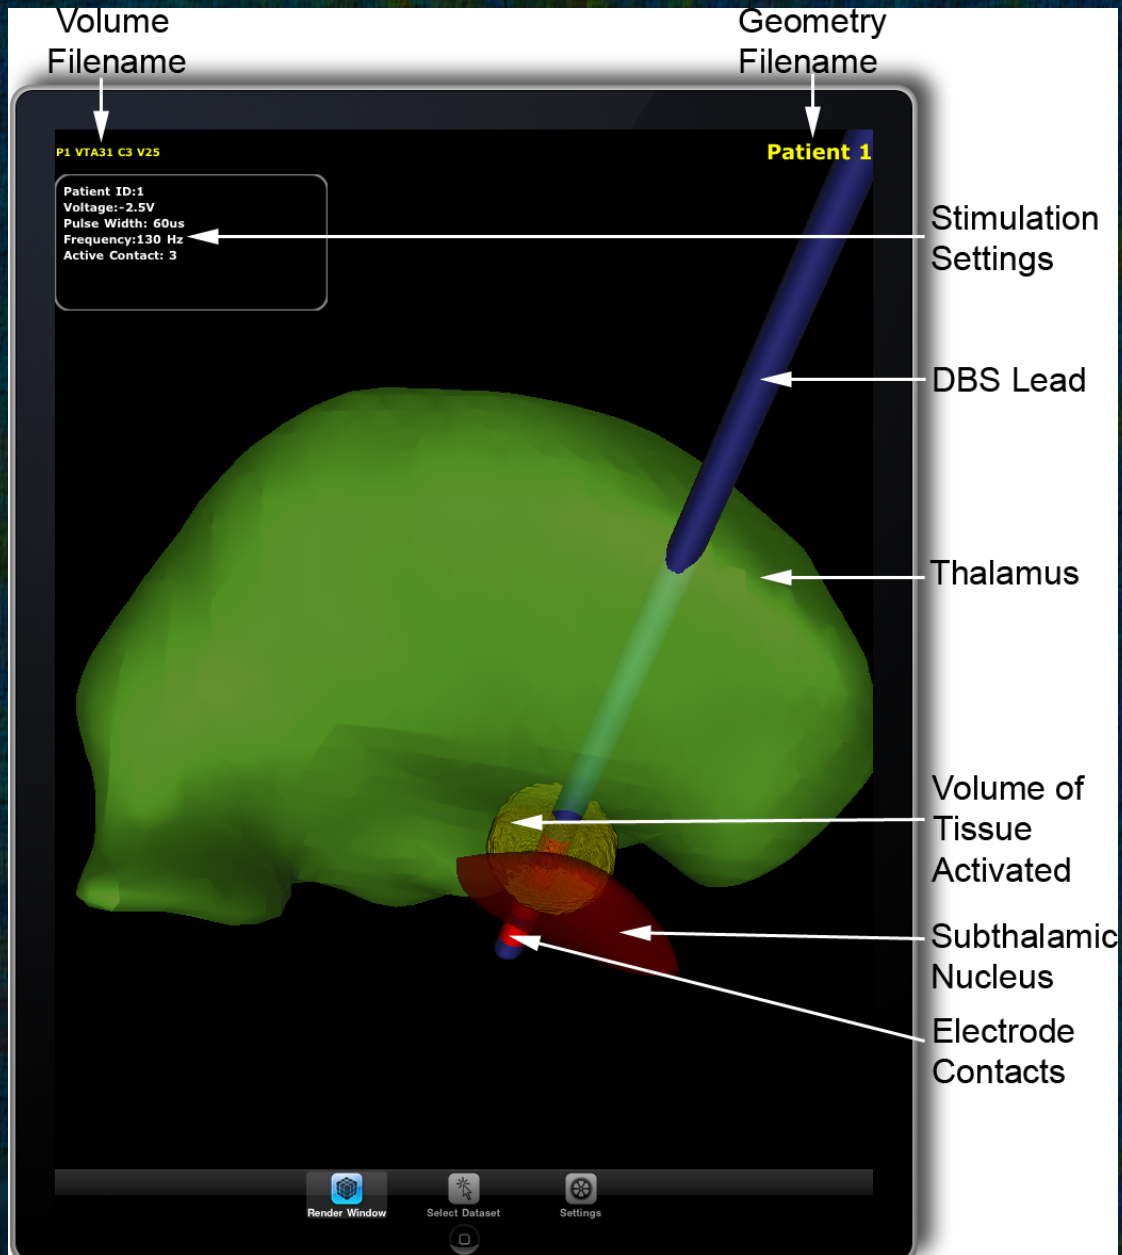 Volume
Filename
Geometry
Filename
P1 VTA31 C3 V25
Patient 1
Patient ID:1
Voltage:-2.5V
Pulse Width: 60us
Frequency:130 Hz
Active Contact: 3
Stimulation
Settings
DBS Lead
Thalamus
Volume of
Tissue
Activated
Subthalamic
Nucleus
Electrode
Contacts
Render Window
Select Dataset
Settings